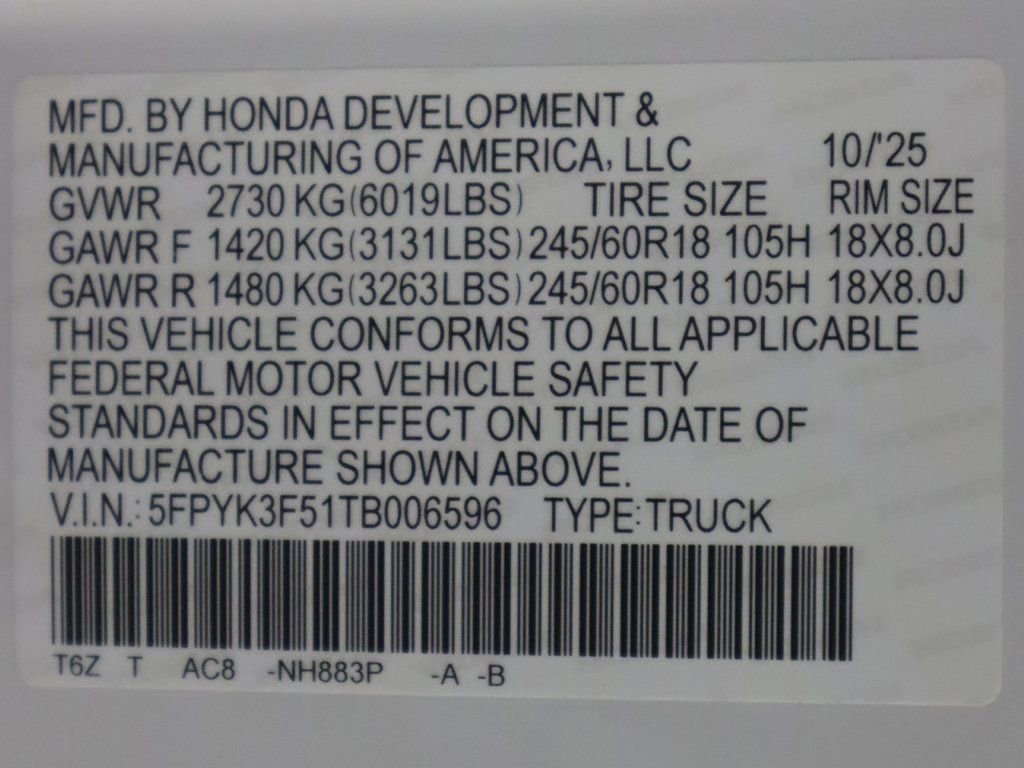 MFD. BY HONDA DEVELOPMENT &
MANUFACTURING OF AMERICA, LLC 10/'25
GVWR 2730 KG(6019LBS) TIRE SIZE RIM SIZE
GAWR F 1420 KG(3131LBS) 245/60R18 105H 18X8.0J
GAWR R 1480 KG(3263LBS) 245/60R18 105H 18X8.0J
THIS VEHICLE CONFORMS TO ALL APPLICABLE
FEDERAL MOTOR VEHICLE SAFETY
STANDARDS IN EFFECT ON THE DATE OF
MANUFACTURE SHOWN ABOVE.
V.I.N.: 5FPYK3F51TB006596 TYPE: TRUCK
T6Z T AC8 -NH883P -A -B